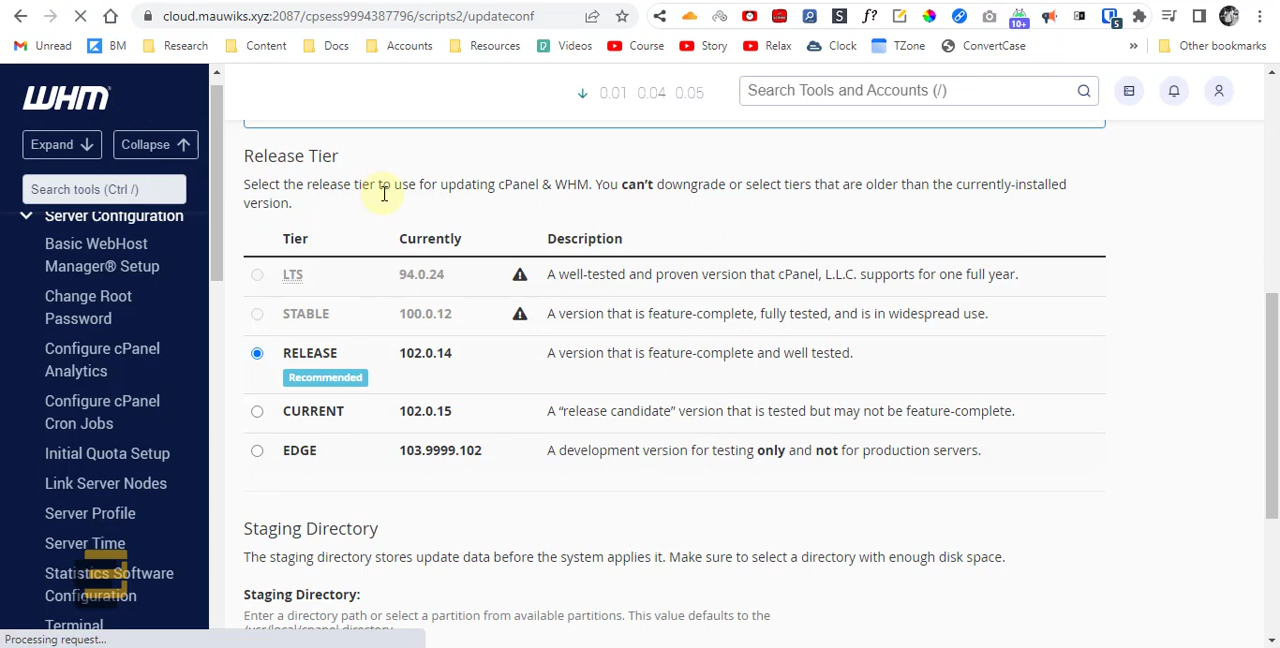 cloud.mauwiks.xyz:2087/cpsess9994387796/scripts2/updateconf
S
f?
10+
5
Unread
BM
Research
Content
Docs
Accounts
Resources
Videos
Course
Story
Relax
Clock
TZone
ConvertCase
»
Other bookmarks
WHM
0.01 0.04 0.05
Search Tools and Accounts (/)
Expand
Collapse
Search tools (Ctrl /)
Server Configuration
Basic WebHost
Manager® Setup
Change Root
Password
Configure cPanel
Analytics
Configure cPanel
Cron Jobs
Initial Quota Setup
Link Server Nodes
Server Profile
Server Time
Statistics Software
Configuration
Terminal
Processing request...
Release Tier
Select the release tier to use for updating cPanel & WHM. You can't downgrade or select tiers that are older than the currently-installed
version.
Tier Currently Description
LTS 94.0.24 A well-tested and proven version that cPanel, L.L.C. supports for one full year.
STABLE 100.0.12 A version that is feature-complete, fully tested, and is in widespread use.
RELEASE 102.0.14 A version that is feature-complete and well tested.
Recommended
CURRENT 102.0.15 A “release candidate” version that is tested but may not be feature-complete.
EDGE 103.9999.102 A development version for testing only and not for production servers.
Staging Directory
The staging directory stores update data before the system applies it. Make sure to select a directory with enough disk space.
Staging Directory:
Enter a directory path or select a partition from available partitions. This value defaults to the
/usr/local/cpanel directory.